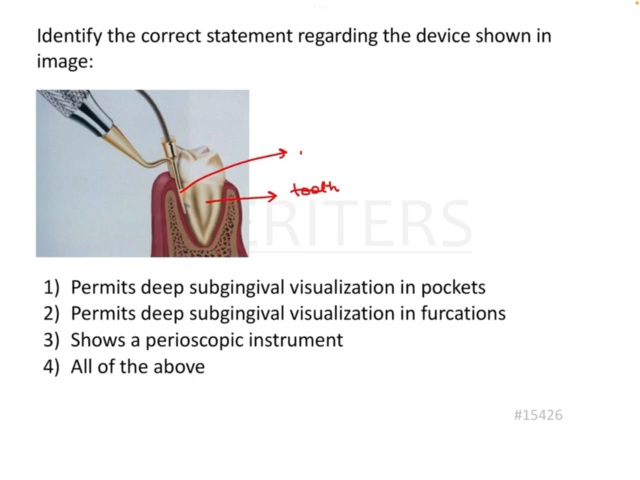 Identify the correct statement regarding the device shown in
image:
tooth
ERITERS
1) Permits deep subgingival visualization in pockets
2) Permits deep subgingival visualization in furcations
3) Shows a perioscopic instrument
4) All of the above
#15426